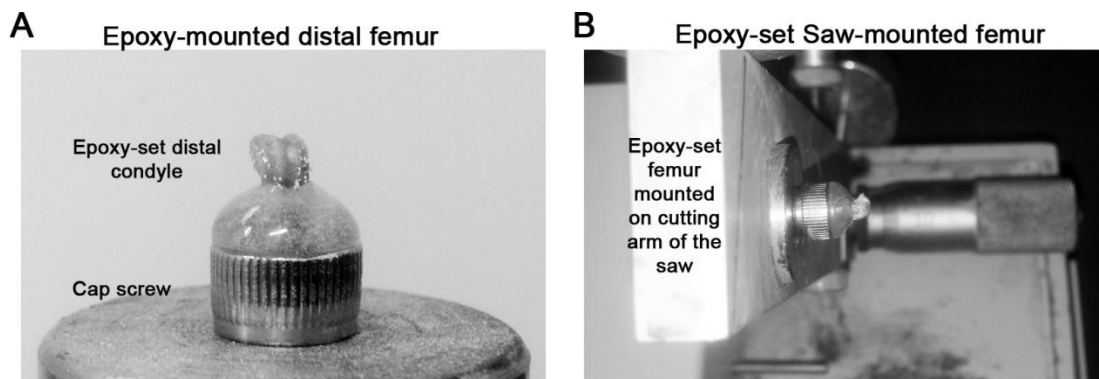 A
Epoxy-mounted distal femur
Epoxy-set distal
condyle
Cap screw
B
Epoxy-set Saw-mounted femur
Epoxy-set
femur
mounted
on cutting
arm of the
saw